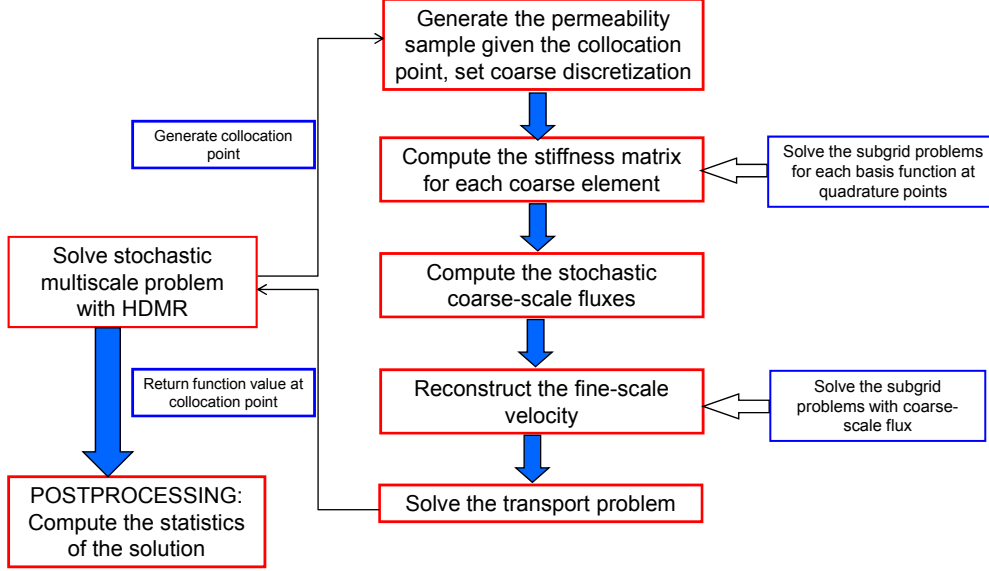 Generate the permeability
sample given the collocation
point, set coarse discretization
Generate collocation
point
Compute the stiffness matrix
for each coarse element
Solve the subgrid problems
for each basis function at
quadrature points
Solve stochastic
multiscale problem
with HDMR
Compute the stochastic
coarse-scale fluxes
Return function value at
collocation point
Reconstruct the fine-scale
velocity
Solve the subgrid
problems with coarse-
scale flux
POSTPROCESSING:
Compute the statistics
of the solution
Solve the transport problem